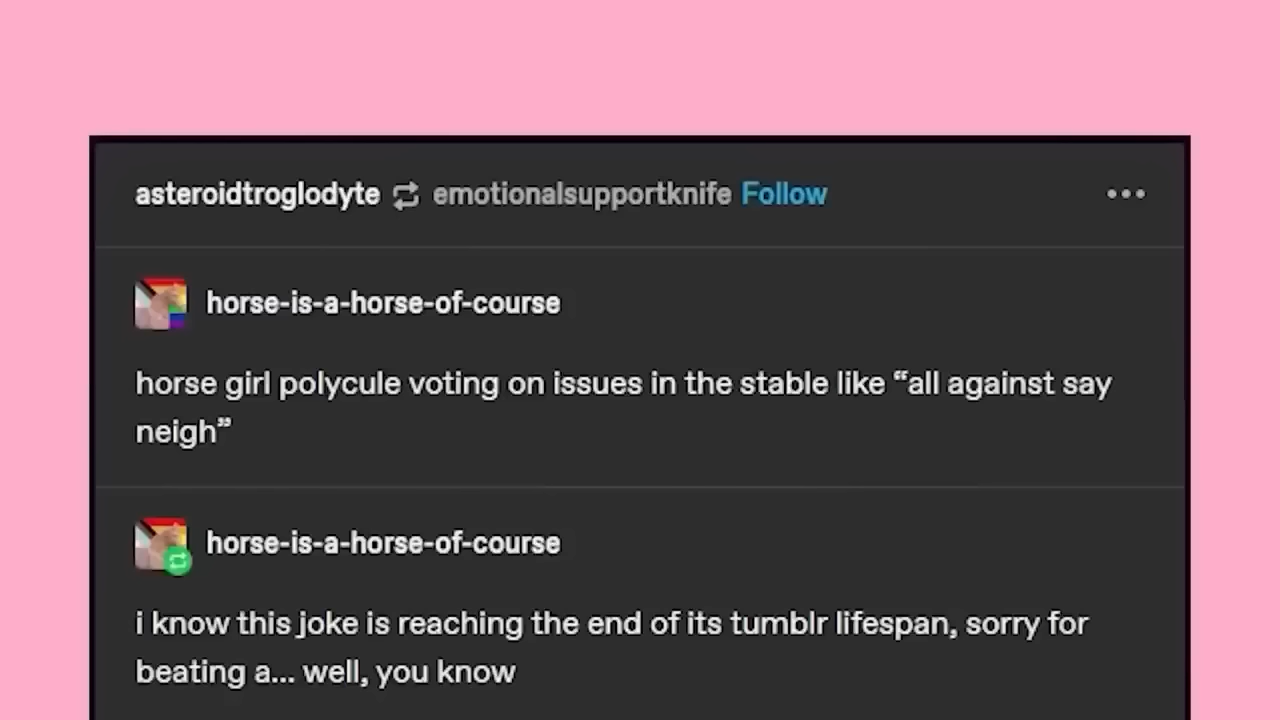 asteroidtroglodyte emotionalsupportknife Follow
horse-is-a-horse-of-course
horse girl polycule voting on issues in the stable like “all against say
neigh”
horse-is-a-horse-of-course
i know this joke is reaching the end of its tumblr lifespan, sorry for
beating a... well, you know